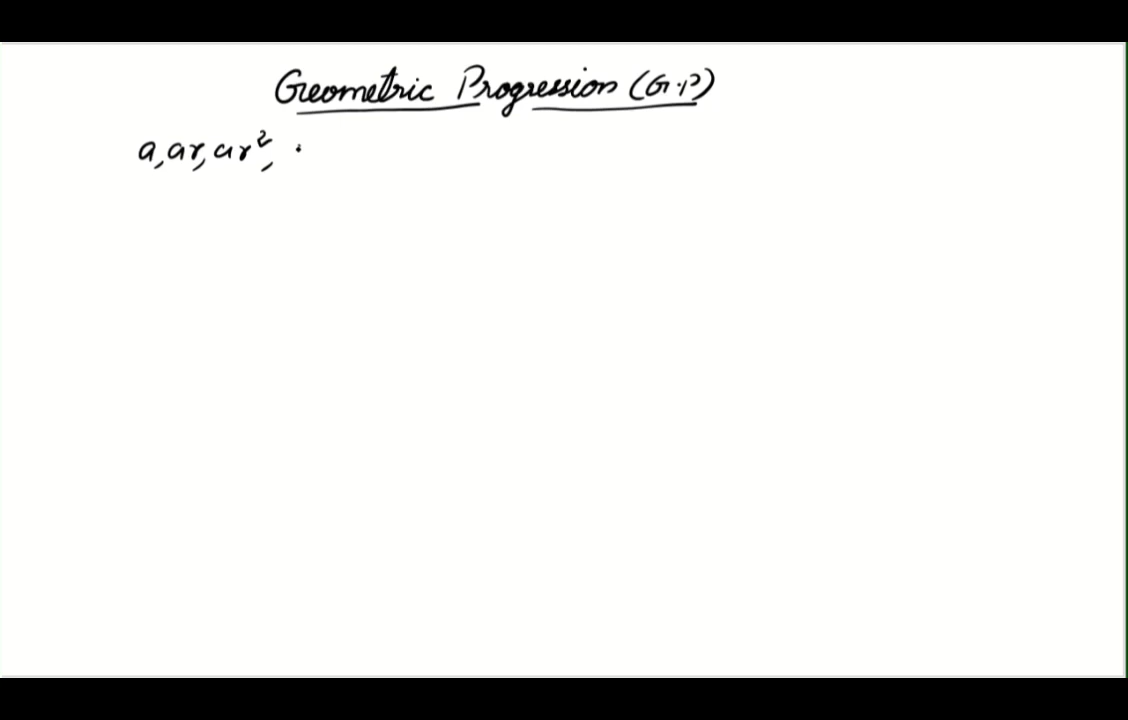 Geometric Progression (G.P)
a, ar, ar², .